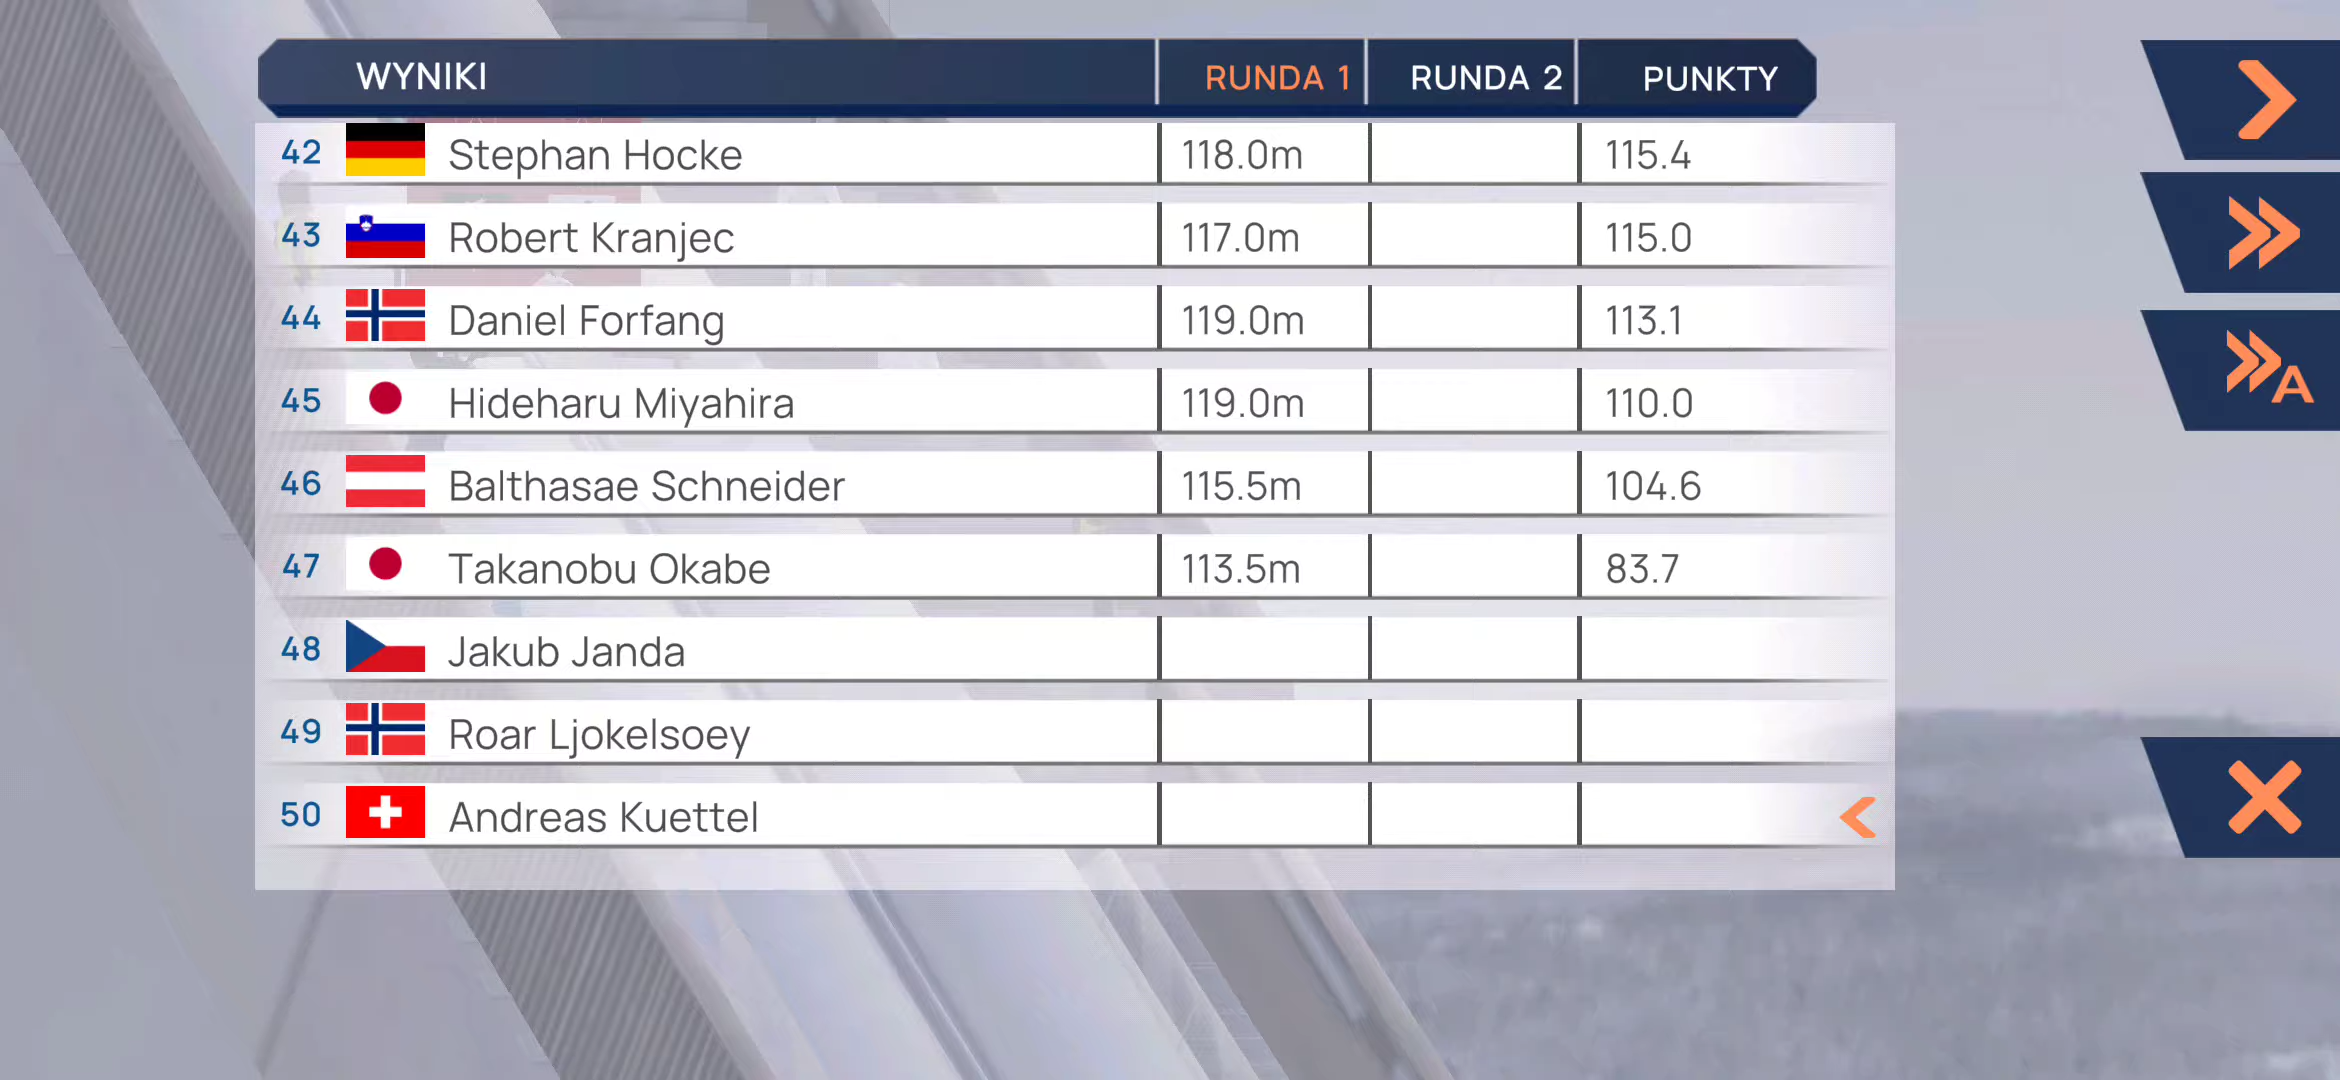 WYNIKI RUNDA 1 RUNDA 2 PUNKTY
42 Stephan Hocke 118.0m 115.4
43 Robert Kranjec 117.0m 115.0
44 Daniel Forfang 119.0m 113.1
45 Hideharu Miyahira 119.0m 110.0
46 Balthasae Schneider 115.5m 104.6
47 Takanobu Okabe 113.5m 83.7
48 Jakub Janda
49 Roar Ljokelsoey
50 Andreas Kuettel
A